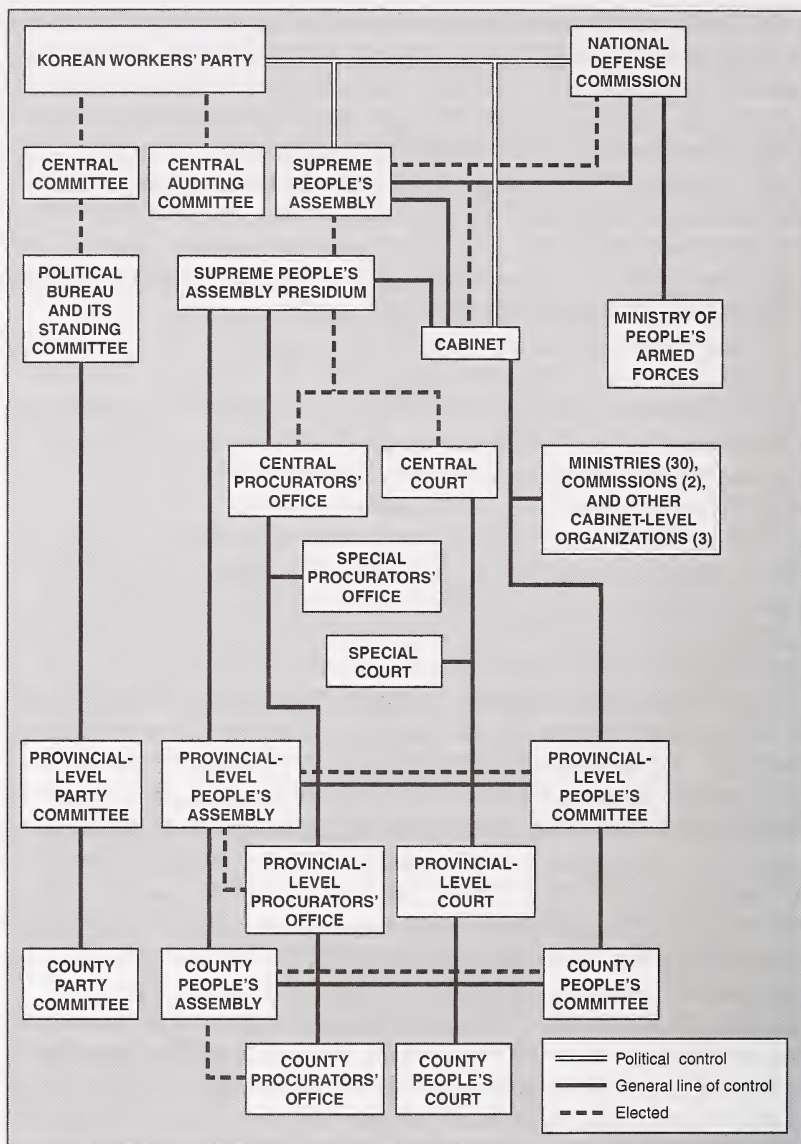 KOREAN WORKERS' PARTY
NATIONAL
DEFENSE
COMMISSION
CENTRAL
COMMITTEE
CENTRAL
AUDITING
COMMITTEE
SUPREME
PEOPLE'S
ASSEMBLY
POLITICAL
BUREAU
AND ITS
STANDING
COMMITTEE
SUPREME PEOPLE'S
ASSEMBLY PRESIDIUM
CABINET
MINISTRY OF
PEOPLE'S
ARMED
FORCES
CENTRAL
PROCURATORS'
OFFICE
CENTRAL
COURT
MINISTRIES (30),
COMMISSIONS (2),
AND OTHER
CABINET-LEVEL
ORGANIZATIONS (3)
SPECIAL
PROCURATORS'
OFFICE
SPECIAL
COURT
PROVINCIAL-
LEVEL
PARTY
COMMITTEE
PROVINCIAL-
LEVEL
PEOPLE'S
ASSEMBLY
PROVINCIAL-
LEVEL
PEOPLE'S
COMMITTEE
PROVINCIAL-
LEVEL
PROCURATORS'
OFFICE
PROVINCIAL-
LEVEL
COURT
COUNTY
PARTY
COMMITTEE
COUNTY
PEOPLE'S
ASSEMBLY
COUNTY
PEOPLE'S
COMMITTEE
COUNTY
PROCURATORS'
OFFICE
COUNTY
PEOPLE'S
COURT
Political control
General line of control
Elected